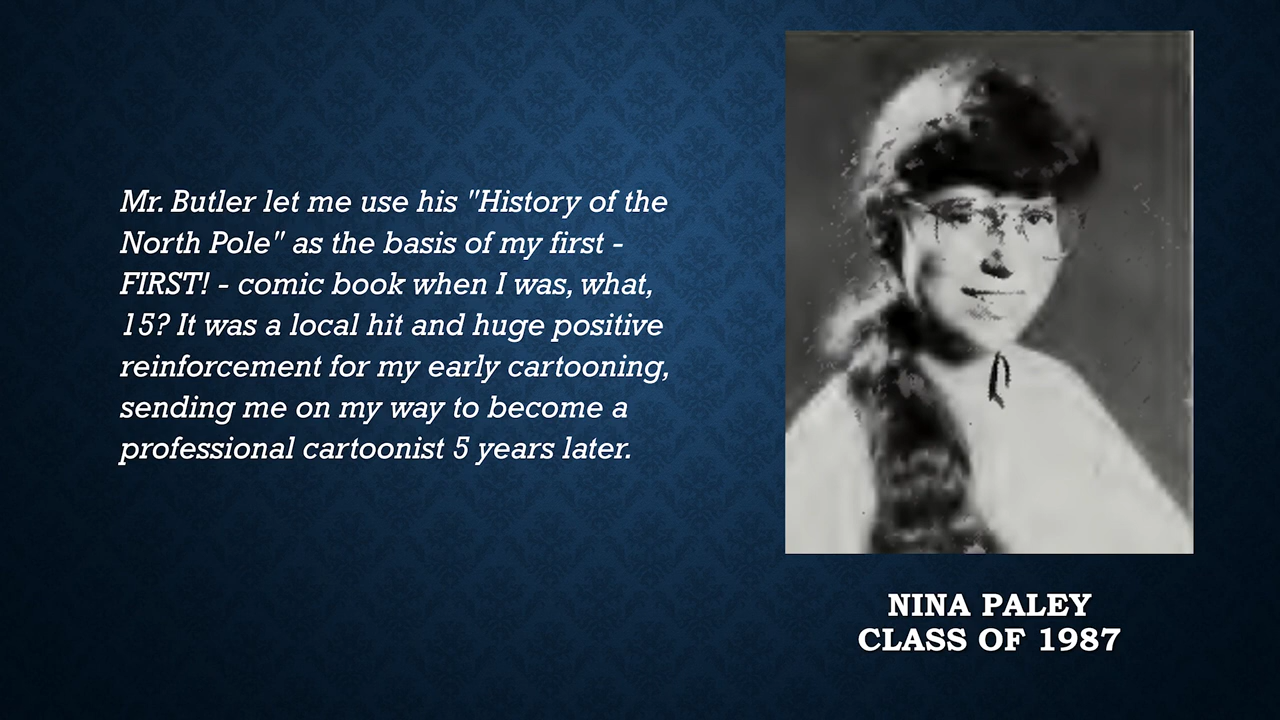 Mr. Butler let me use his "History of the
North Pole" as the basis of my first -
FIRST! - comic book when I was, what,
15? It was a local hit and huge positive
reinforcement for my early cartooning,
sending me on my way to become a
professional cartoonist 5 years later.
NINA PALEY
CLASS OF 1987